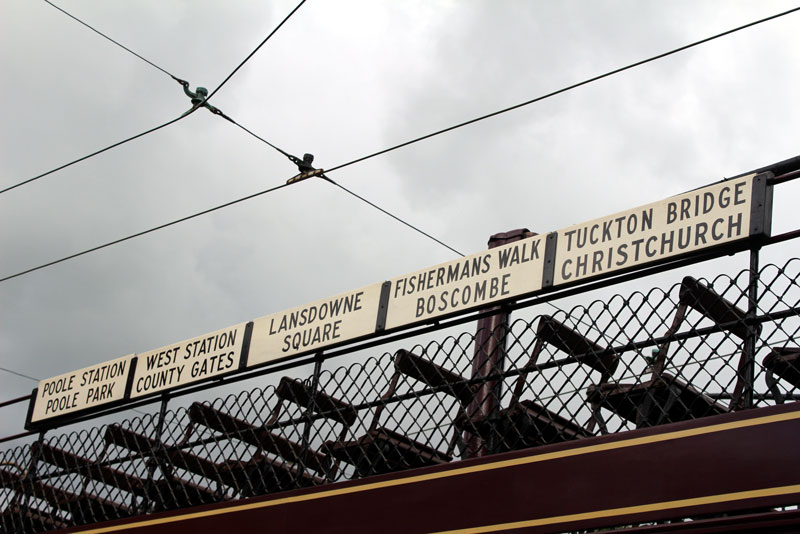 POOLE STATION
POOLE PARK
WEST STATION
COUNTY GATES
LANSDOWNE
SQUARE
FISHERMANS WALK
BOSCOMBE
TUCKTON BRIDGE
CHRISTCHURCH